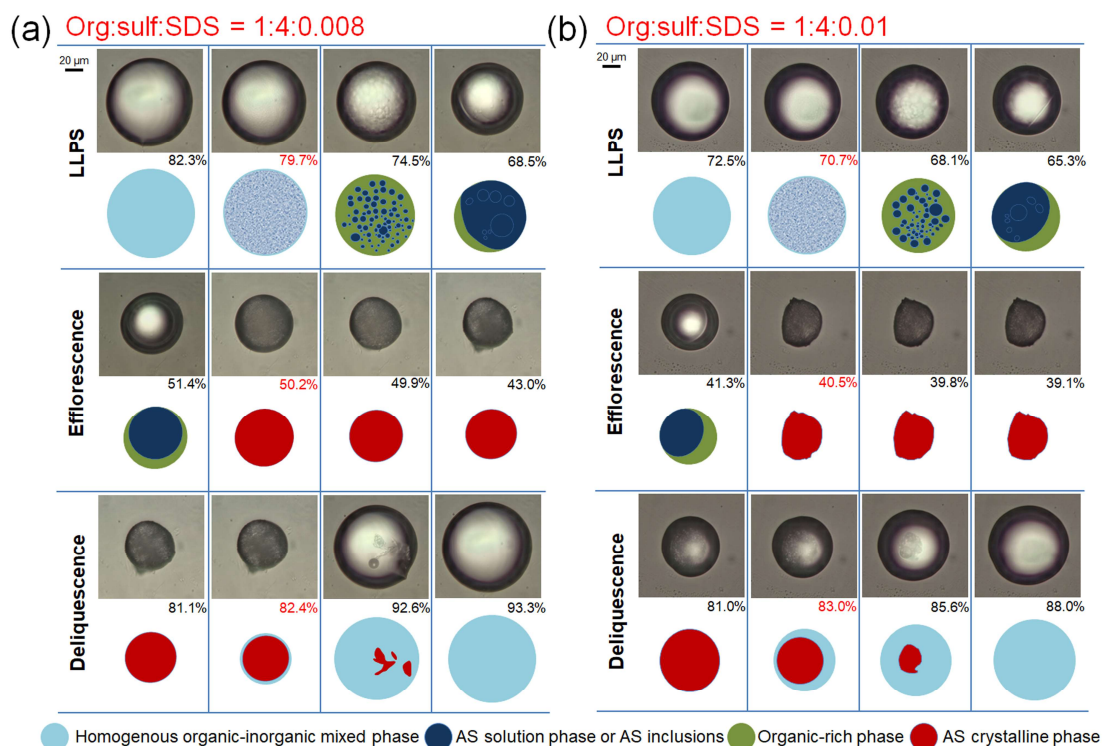 (a) Org:sulf:SDS = 1:4:0.008
20 μm
LLPS
82.3% 79.7% 74.5% 68.5%
Efflorescence
51.4% 50.2% 49.9% 43.0%
Deliquescence
81.1% 82.4% 92.6% 93.3%
(b) Org:sulf:SDS = 1:4:0.01
20 μm
LLPS
72.5% 70.7% 68.1% 65.3%
Efflorescence
41.3% 40.5% 39.8% 39.1%
Deliquescence
81.0% 83.0% 85.6% 88.0%
Homogenous organic-inorganic mixed phase AS solution phase or AS inclusions Organic-rich phase AS crystalline phase